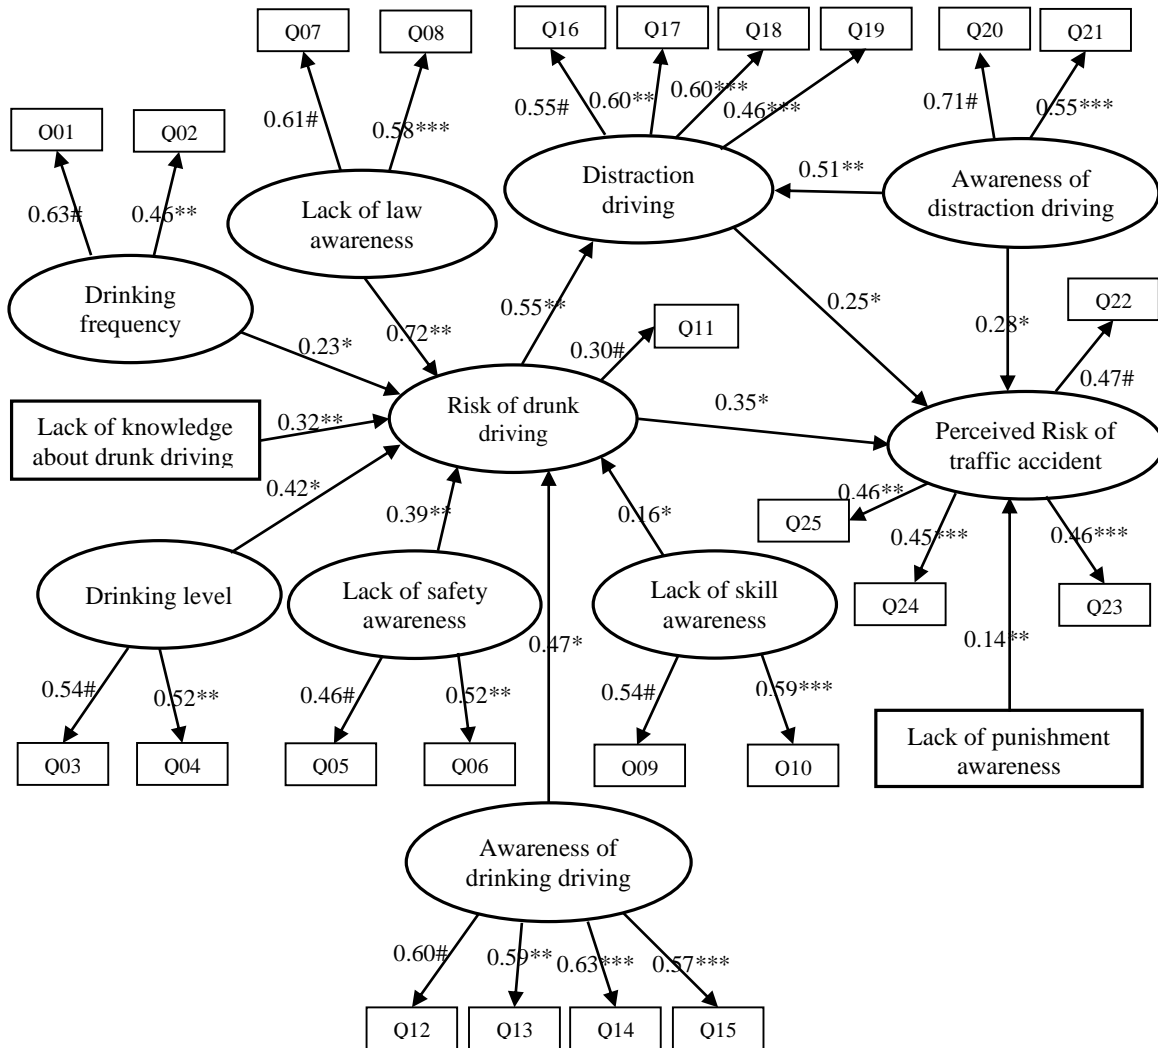 Q07
Q08
Q16
Q17
Q18
Q19
Q20
Q21
0.61#
0.58***
0.55#
0.60**
0.60***
0.46***
0.71#
0.55***
O01
Q02
0.63#
0.46**
Lack of law
awareness
Distraction
driving
0.51**
Awareness of
distraction driving
Drinking
frequency
0.23*
0.72**
0.55**
0.30#
Q11
0.25*
0.28*
Q22
0.47#
Lack of knowledge
about drunk driving
0.32**
Risk of drunk
driving
0.35*
Perceived Risk of
traffic accident
0.42*
0.39**
0.16*
0.46**
Q25
0.45***
0.46***
Drinking level
Lack of safety
awareness
Lack of skill
awareness
Q24
Q23
0.47*
0.14**
0.54#
0.52**
0.46#
0.52**
0.54#
0.59***
Q03
Q04
Q05
Q06
O09
Q10
Lack of punishment
awareness
Awareness of
drinking driving
0.60#
0.59**
0.63***
0.57***
Q12
Q13
Q14
Q15